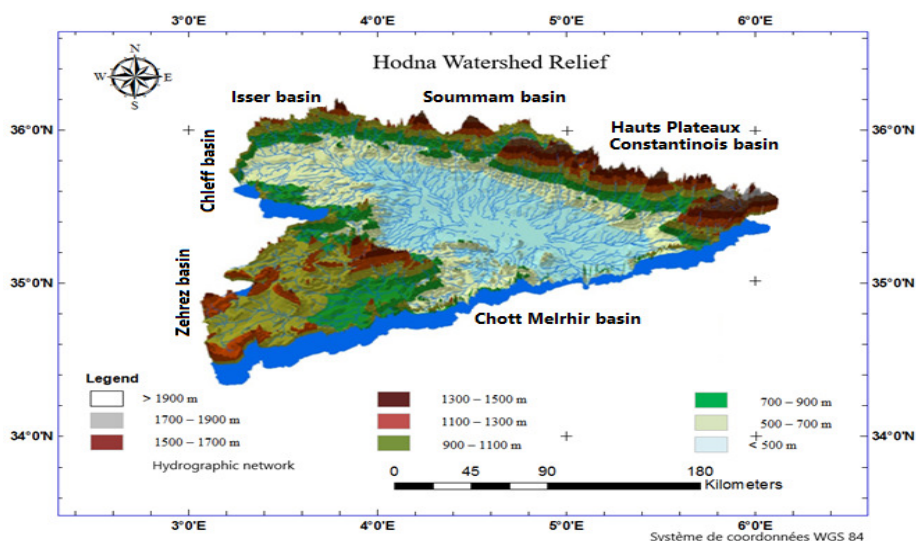 3°0'E 4°0'E 5°0'E 6°0'E
N
W E
S
Hodna Watershed Relief
Isser basin
Soummam basin
Hauts Plateaux
Constantinois basin
36°0'N 36°0'N
Chleff basin
35°0'N 35°0'N
Zehrez basin
Chott Melrhir basin
Legend
> 1900 m
1700 – 1900 m
1500 – 1700 m
1300 – 1500 m
1100 – 1300 m
900 – 1100 m
700 – 900 m
500 – 700 m
< 500 m
34°0'N 34°0'N
Hydrographic network
0 45 90 180
Kilometers
3°0'E 4°0'E 5°0'E 6°0'E
Système de coordonnées WGS 84